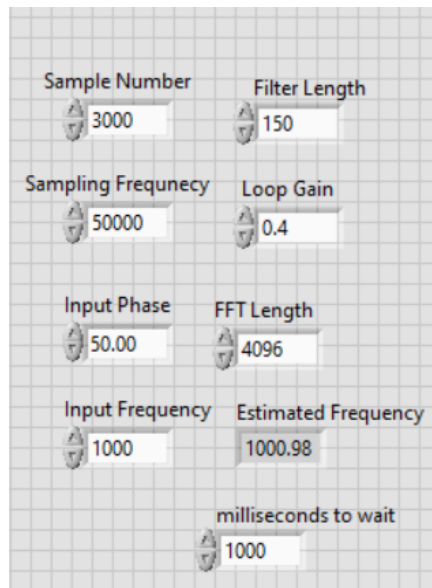 Sample Number
Filter Length
3000
150
Sampling Frequnecy
Loop Gain
50000
0.4
Input Phase
FFT Length
50.00
4096
Input Frequency
Estimated Frequency
1000
1000.98
milliseconds to wait
1000